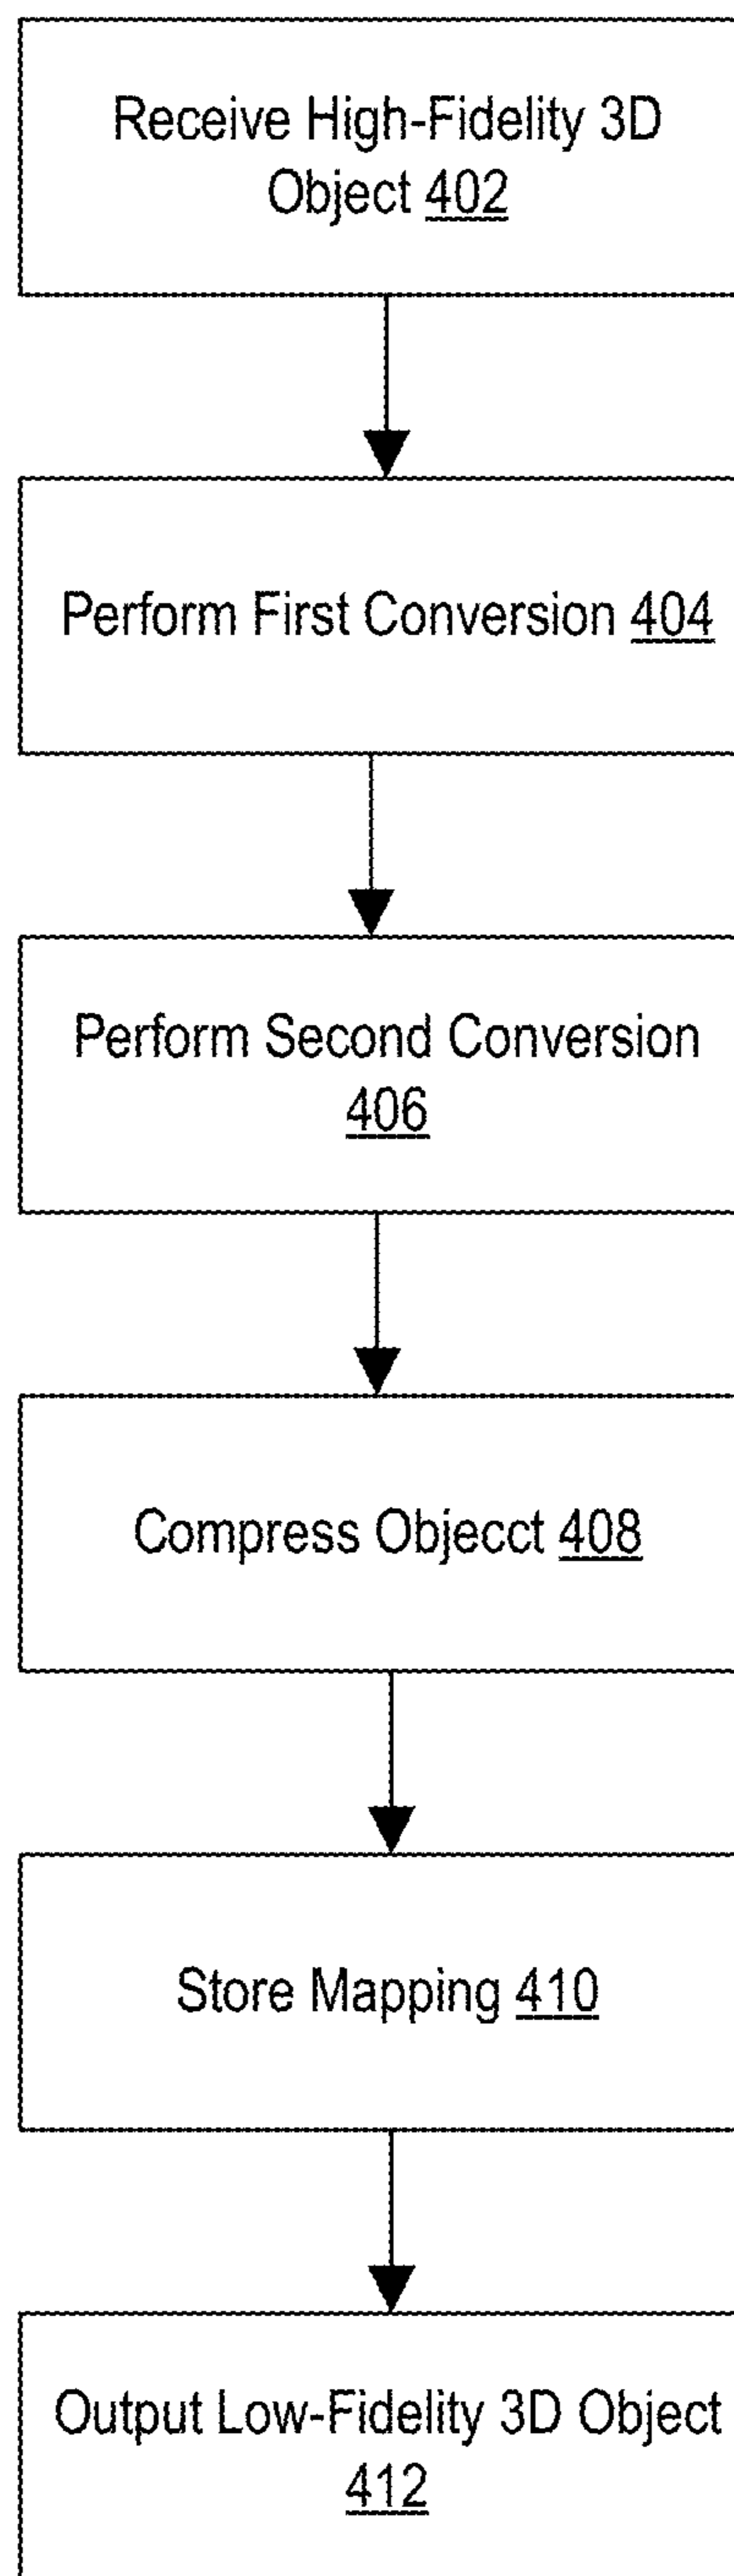 Receive High-Fidelity 3D
Object 402
Perform First Conversion 404
Perform Second Conversion
406
Compress Objecct 408
Store Mapping 410
Output Low-Fidelity 3D Object
412